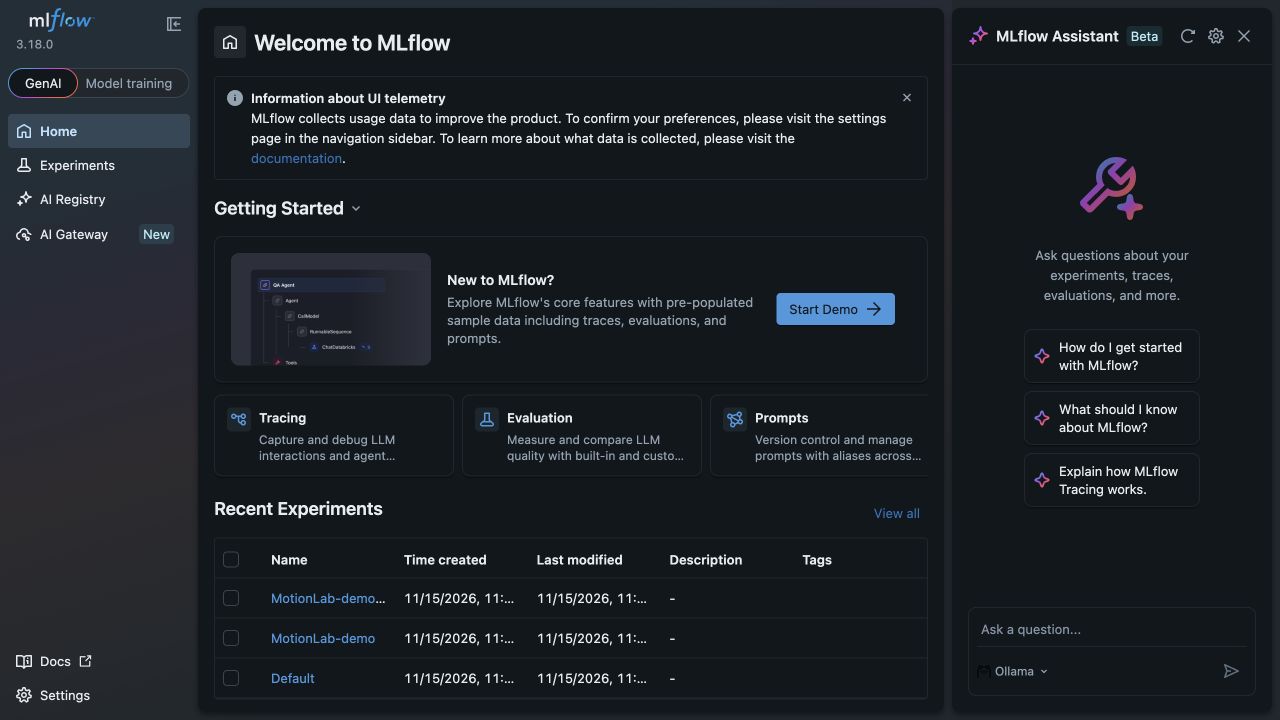 mlflow
3.18.0
GenAI
Model training
Home
Experiments
AI Registry
AI Gateway New
Docs
Settings
Welcome to MLflow
Information about UI telemetry
MLflow collects usage data to improve the product. To confirm your preferences, please visit the settings
page in the navigation sidebar. To learn more about what data is collected, please visit the
documentation.
Getting Started
QA Agent
Agent
CallModel
RunnableSequence
ChatDatabricks
Tools
New to MLflow?
Explore MLflow's core features with pre-populated
sample data including traces, evaluations, and
prompts.
Start Demo
Tracing
Capture and debug LLM
interactions and agent...
Evaluation
Measure and compare LLM
quality with built-in and custo...
Prompts
Version control and manage
prompts with aliases across...
Recent Experiments
View all
Name Time created Last modified Description Tags
MotionLab-demo... 11/15/2026, 11:... 11/15/2026, 11:... -
MotionLab-demo 11/15/2026, 11:... 11/15/2026, 11:... -
Default 11/15/2026, 11:... 11/15/2026, 11:... -
MLflow Assistant Beta
Ask questions about your
experiments, traces,
evaluations, and more.
How do I get started
with MLflow?
What should I know
about MLflow?
Explain how MLflow
Tracing works.
Ask a question...
Ollama